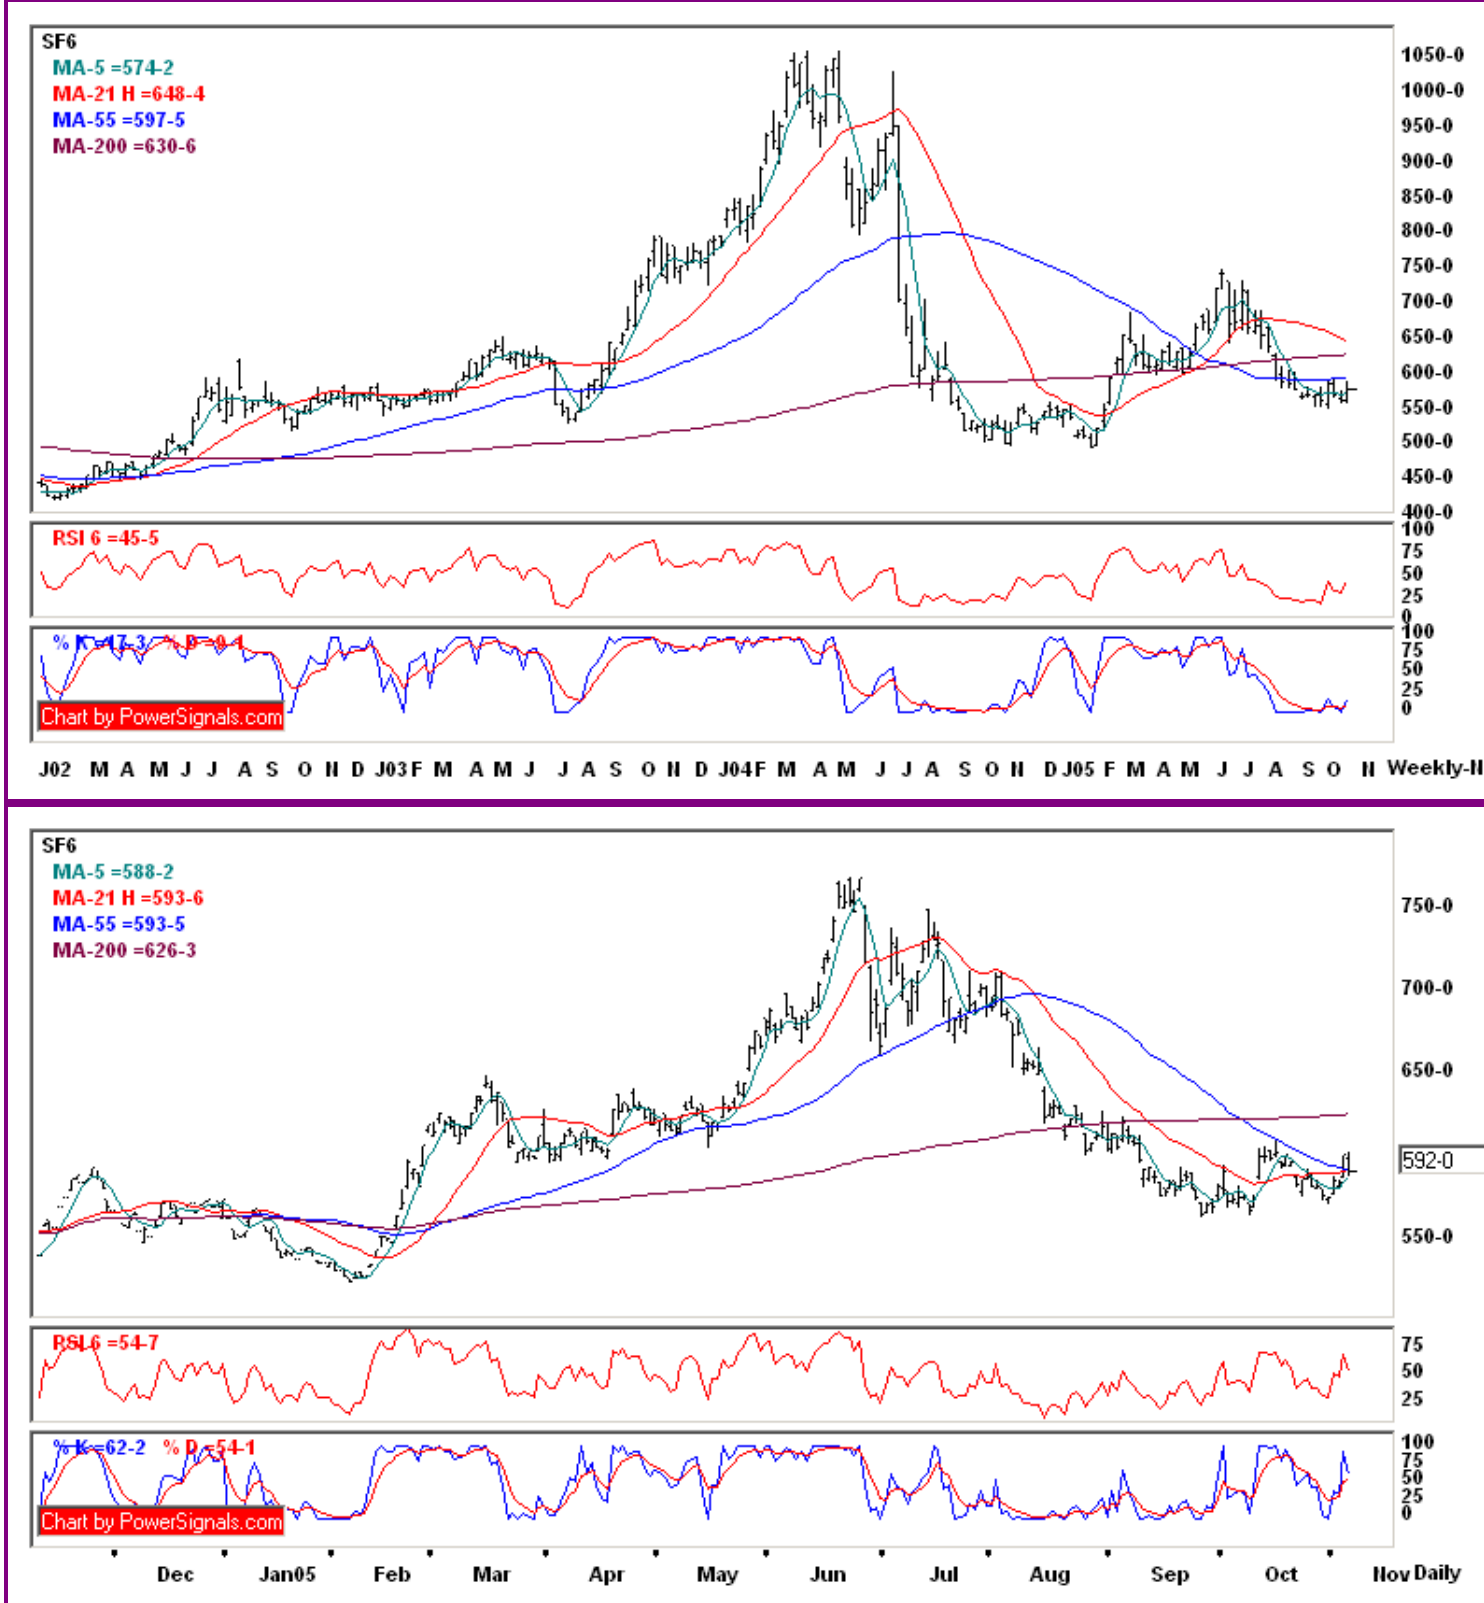 SF6
MA-5 =574-2
MA-21 H =648-4
MA-55 =597-5
MA-200 =630-6
1050-0
1000-0
950-0
900-0
850-0
800-0
750-0
700-0
650-0
600-0
550-0
500-0
450-0
400-0
RSI 6 =45-5
100
75
50
25
0
% K =17-3 % D =9-1
100
75
50
25
0
Chart by PowerSignals.com
J02 M A M J J A S O N D J03 F M A M J J A S O N D J04 F M A M J J A S O N D J05 F M A M J J A S O N Weekly-N
SF6
MA-5 =588-2
MA-21 H =593-6
MA-55 =593-5
MA-200 =626-3
750-0
700-0
650-0
592-0
550-0
RSI 6 =54-7
75
50
25
% K =62-2 % D =54-1
100
75
50
25
0
Chart by PowerSignals.com
Dec Jan05 Feb Mar Apr May Jun Jul Aug Sep Oct Nov Daily